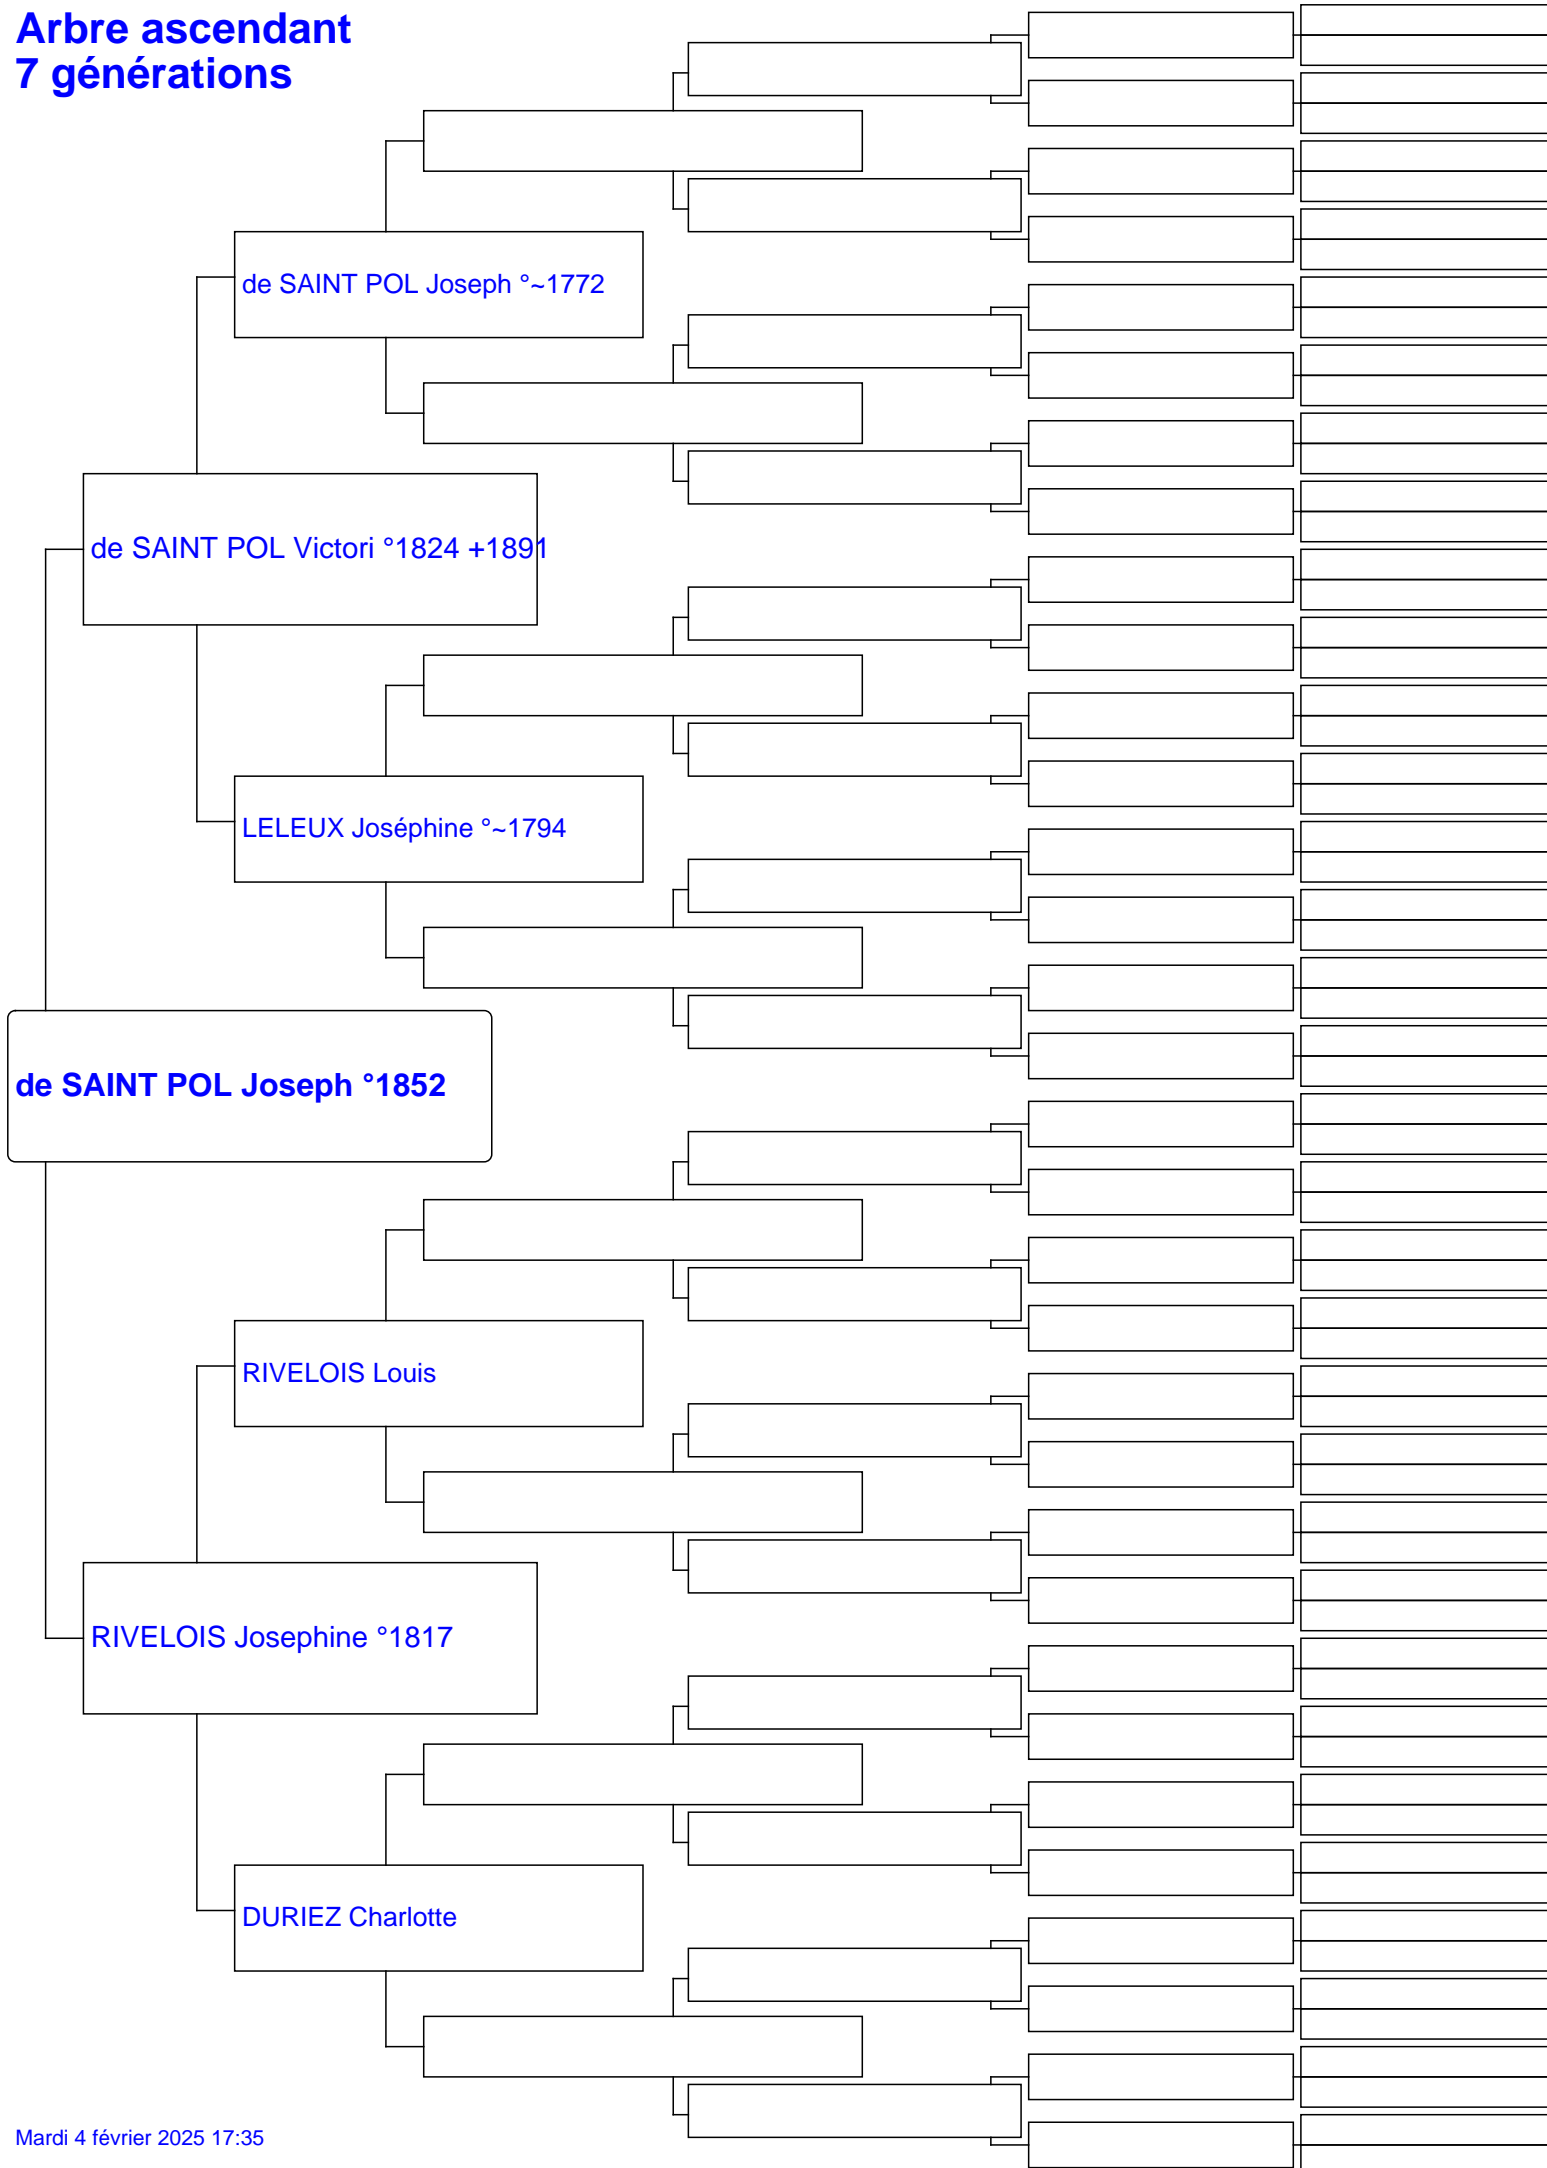 Arbre ascendant
7 générations
de SAINT POL Joseph °~1772
de SAINT POL Victori °1824 +1891
LELEUX Joséphine °~1794
de SAINT POL Joseph °1852
RIVELOIS Louis
RIVELOIS Josephine °1817
DURIEZ Charlotte
Mardi 4 février 2025 17:35